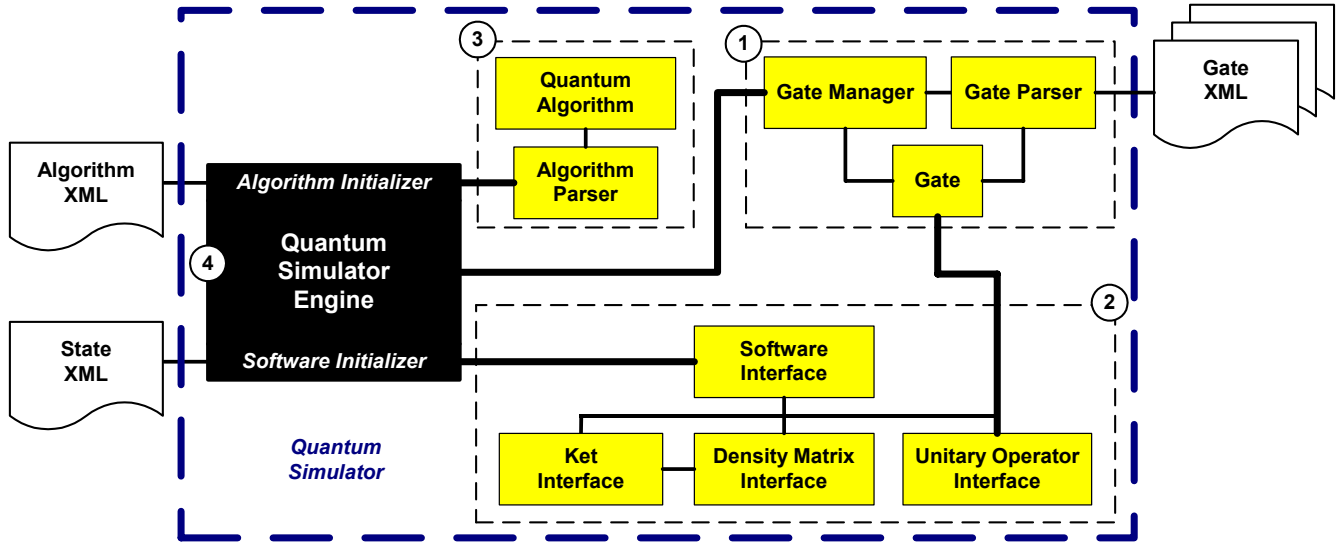 3
1
Quantum
Algorithm
Gate Manager
Gate Parser
Gate
XML
Algorithm
XML
Algorithm Initializer
Algorithm
Parser
Gate
Quantum
Simulator
Engine
4
2
State
XML
Software Initializer
Software
Interface
Quantum
Simulator
Ket
Interface
Density Matrix
Interface
Unitary Operator
Interface